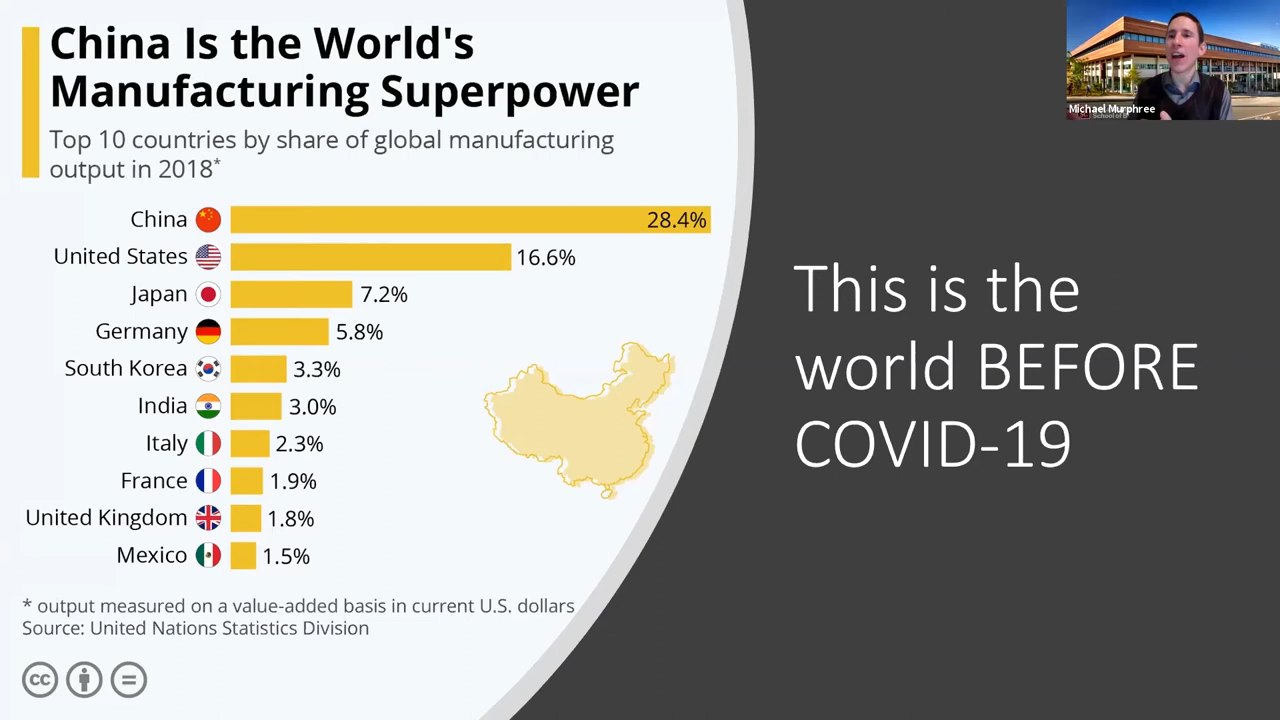 China Is the World's
Manufacturing Superpower
Top 10 countries by share of global manufacturing
output in 2018*
China 28.4%
United States 16.6%
Japan 7.2%
Germany 5.8%
South Korea 3.3%
India 3.0%
Italy 2.3%
France 1.9%
United Kingdom 1.8%
Mexico 1.5%
* output measured on a value-added basis in current U.S. dollars
Source: United Nations Statistics Division
cc
This is the
world BEFORE
COVID-19
Michael Murphree
School of